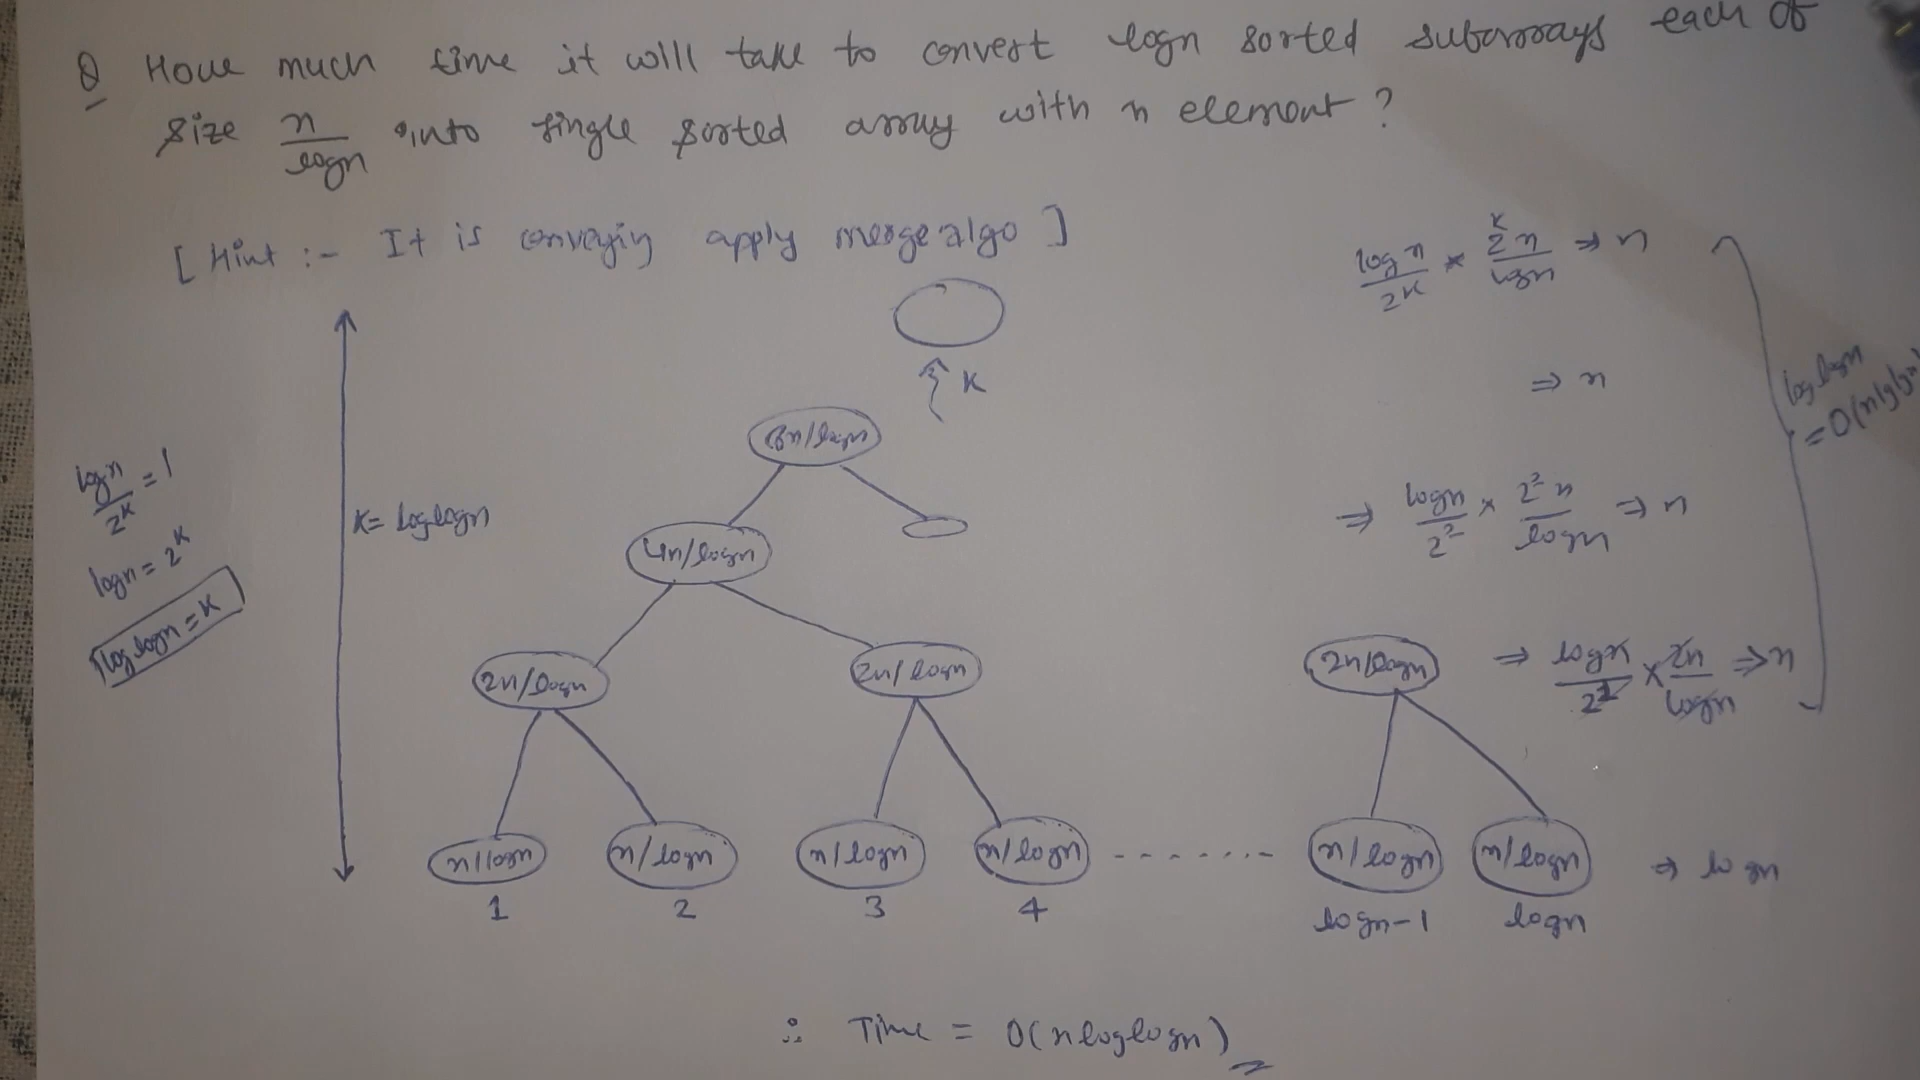 Q How much time it will take to convert logn sorted subarrays each of
size n/logn into single sorted array with n element ?
[ Hint :- It is conveying apply merge algo ]
logn/2^K * 2^K n/logn ⇒ n
K
⇒ n
loglogn
= O(nlglgn)
8n/logn
logn/2^K = 1
logn = 2^K
loglogn = K
K = loglogn
4n/logn
⇒ logn/2^2 × 2^2 n/logn ⇒ n
2n/logn 2n/logn 2n/logn ⇒ logn/2^1 × 2n/logn ⇒ n
n/logn n/logn n/logn n/logn ------- n/logn n/logn ⇒ logn
1 2 3 4 logn-1 logn
∴ Time = O(nloglogn)